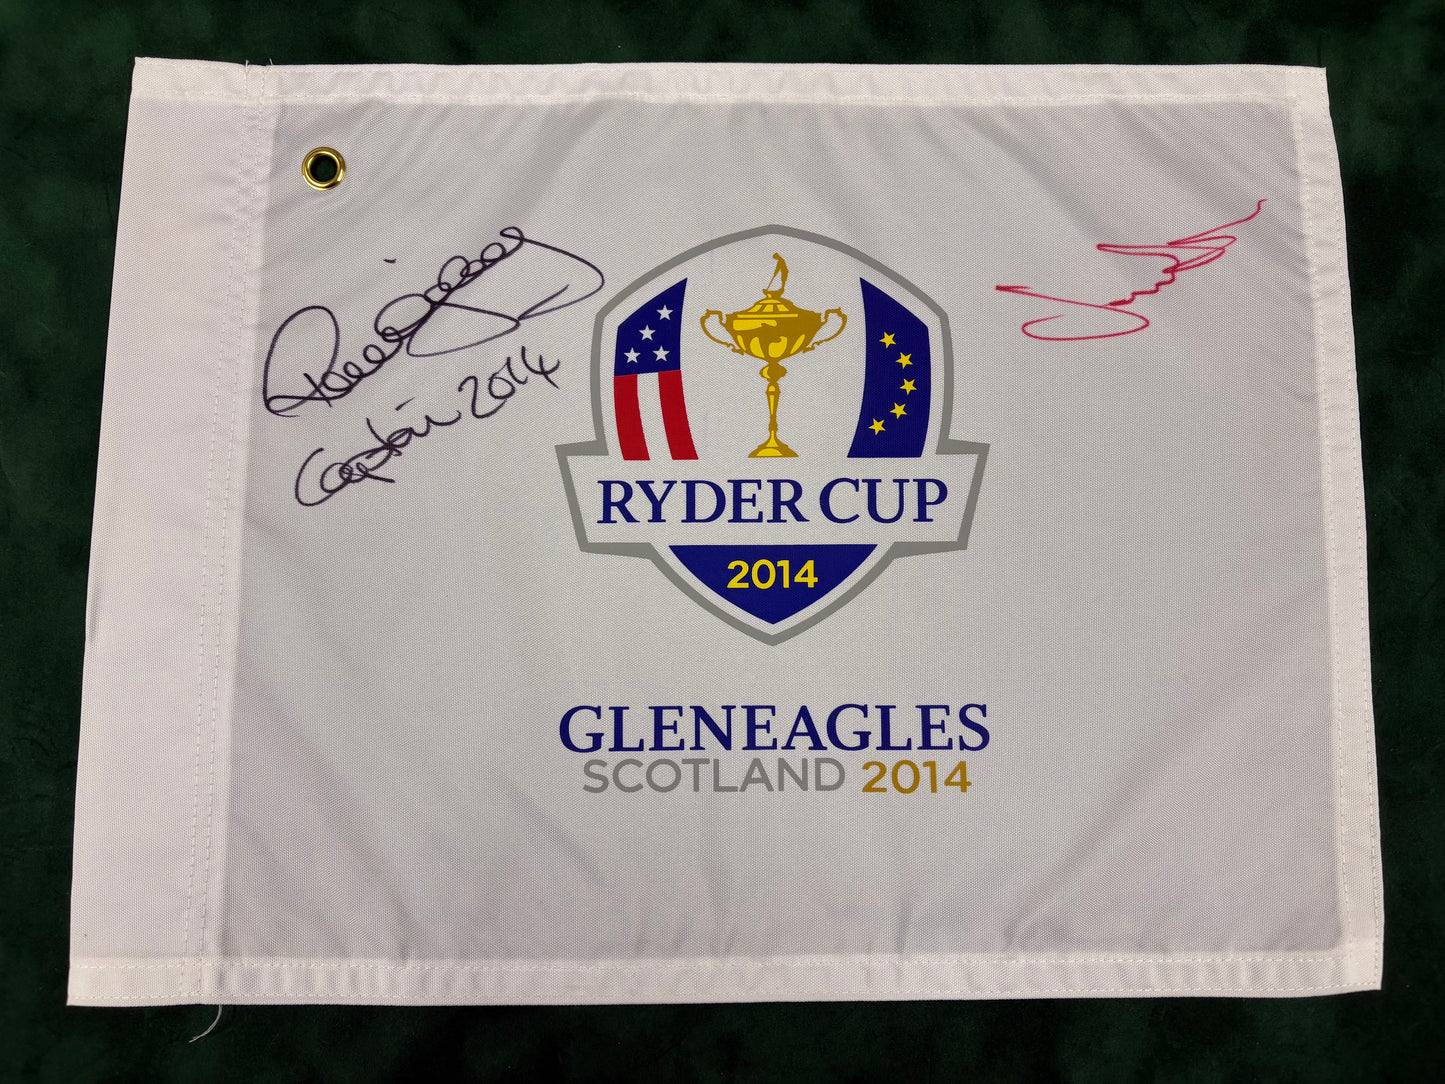 Captain 2014
RYDER CUP
2014
GLENEAGLES
SCOTLAND 2014